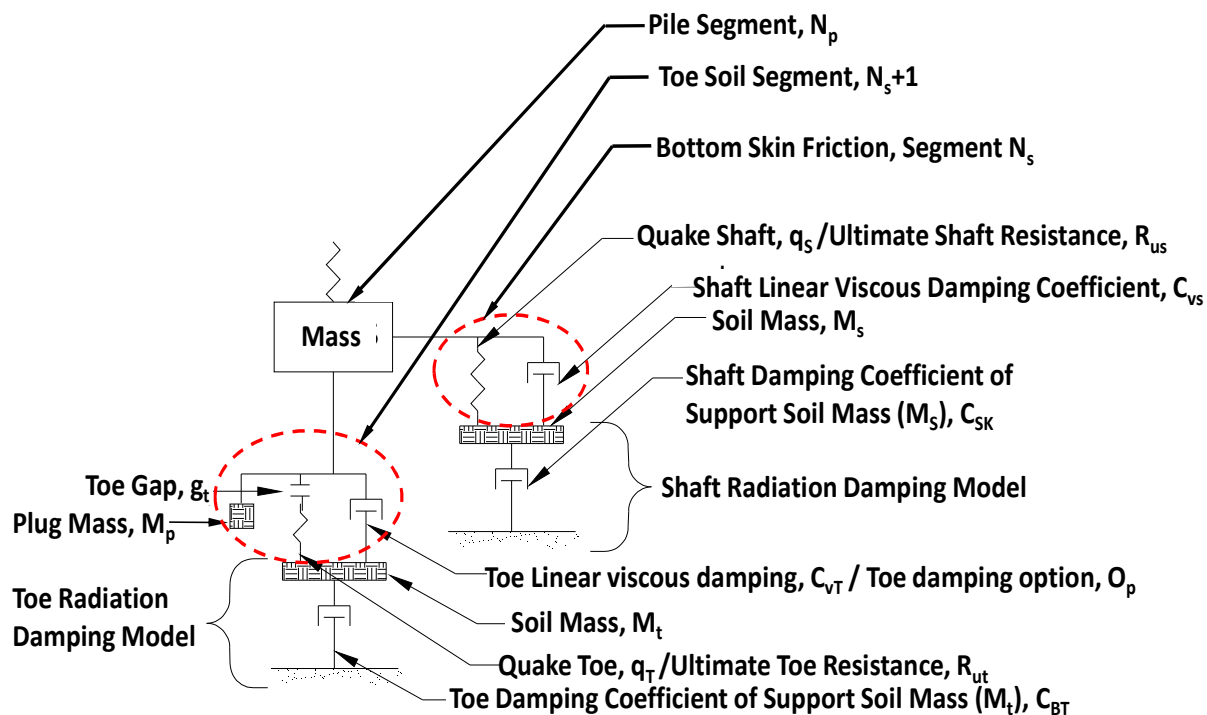 Pile Segment, Nₚ
Toe Soil Segment, Nₛ+1
Bottom Skin Friction, Segment Nₛ
Quake Shaft, qₛ /Ultimate Shaft Resistance, Rᵤₛ
Shaft Linear Viscous Damping Coefficient, Cᵥₛ
Soil Mass, Mₛ
Mass
Shaft Damping Coefficient of
Support Soil Mass (Mₛ), C_SK
Toe Gap, gₜ
Shaft Radiation Damping Model
Plug Mass, Mₚ
Toe Linear viscous damping, C_vT / Toe damping option, Oₚ
Toe Radiation
Damping Model
Soil Mass, Mₜ
Quake Toe, q_T /Ultimate Toe Resistance, Rᵤₜ
Toe Damping Coefficient of Support Soil Mass (Mₜ), C_BT